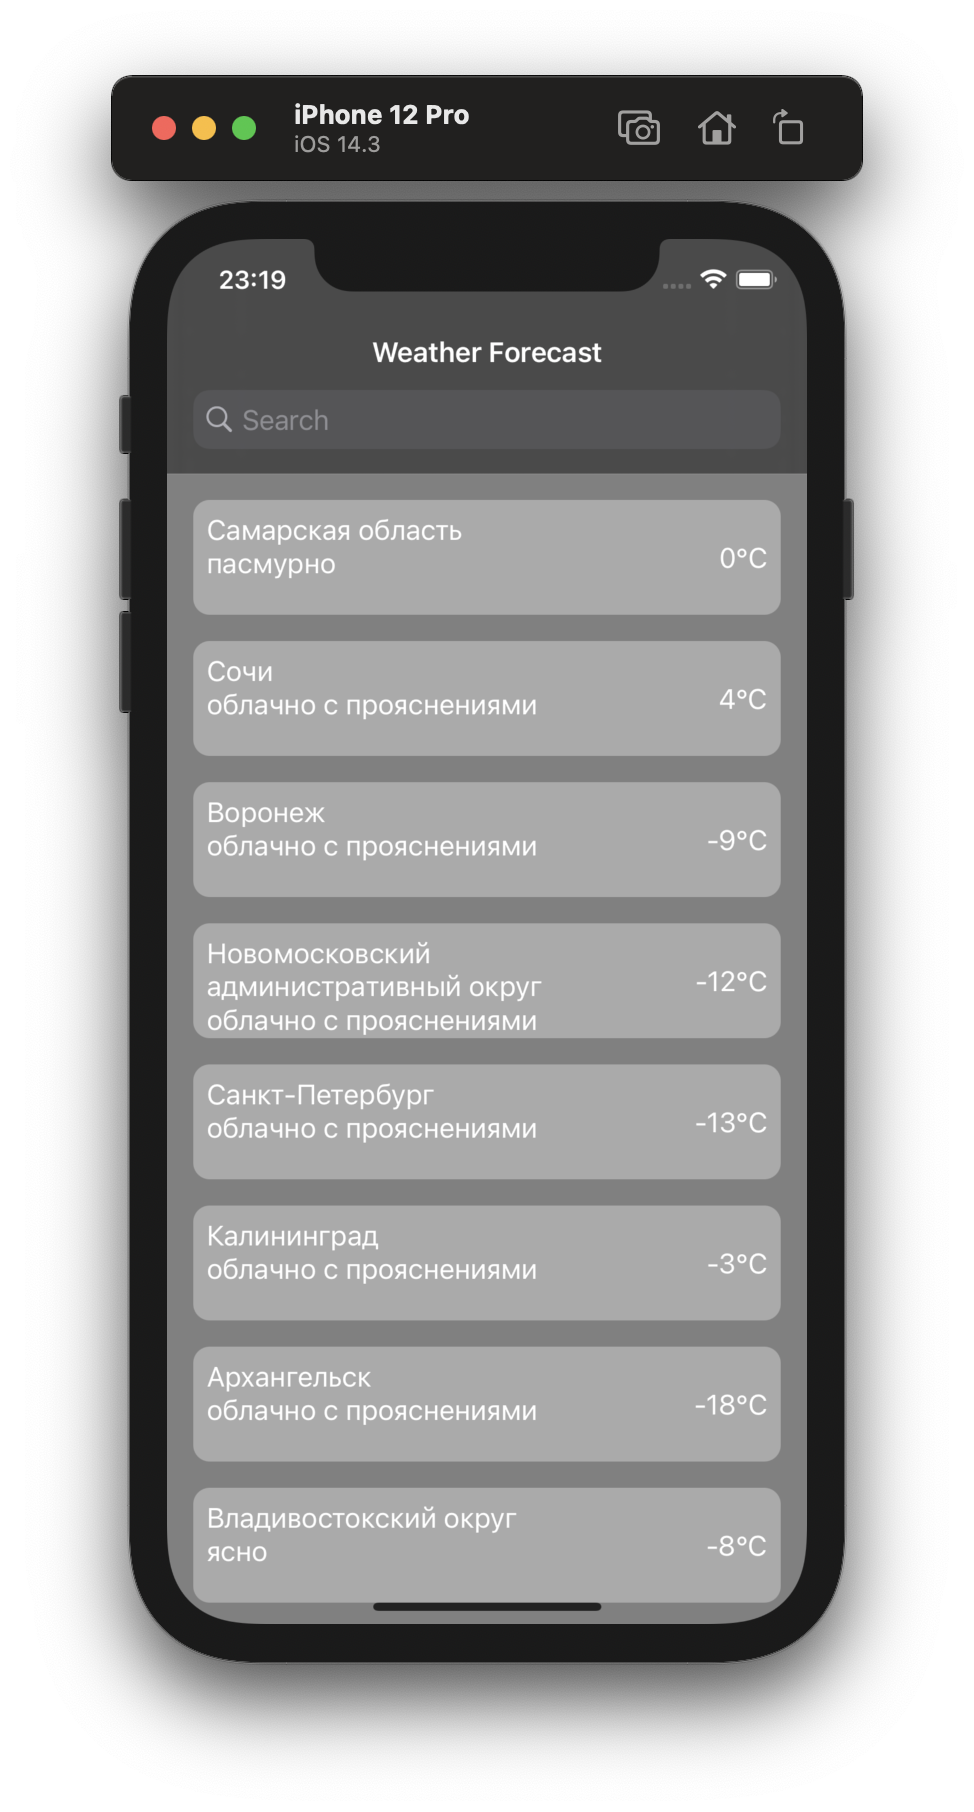 iPhone 12 Pro
iOS 14.3
23:19
Weather Forecast
Search
Самарская область
пасмурно
0°C
Сочи
облачно с прояснениями
4°C
Воронеж
облачно с прояснениями
-9°C
Новомосковский
административный округ
облачно с прояснениями
-12°C
Санкт-Петербург
облачно с прояснениями
-13°C
Калининград
облачно с прояснениями
-3°C
Архангельск
облачно с прояснениями
-18°C
Владивостокский округ
ясно
-8°C